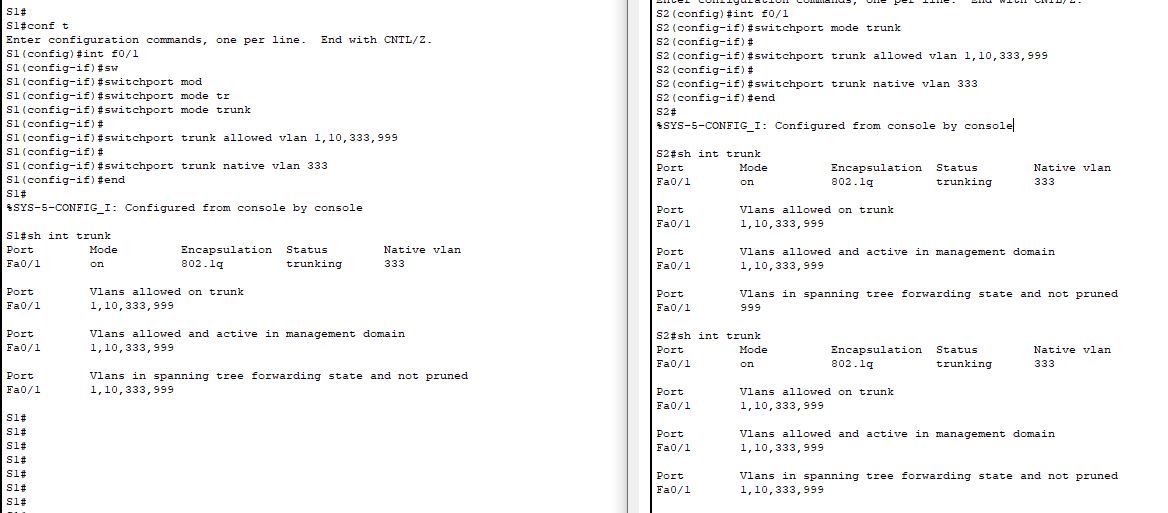 S1#
S1#conf t
Enter configuration commands, one per line.  End with CNTL/Z.
S1(config)#int f0/1
S1(config-if)#sw
S1(config-if)#switchport mod
S1(config-if)#switchport mode tr
S1(config-if)#switchport mode trunk
S1(config-if)#
S1(config-if)#switchport trunk allowed vlan 1,10,333,999
S1(config-if)#
S1(config-if)#switchport trunk native vlan 333
S1(config-if)#end
S1#
%SYS-5-CONFIG_I: Configured from console by console

S1#sh int trunk
Port        Mode         Encapsulation  Status        Native vlan
Fa0/1       on           802.1q         trunking      333

Port        Vlans allowed on trunk
Fa0/1       1,10,333,999

Port        Vlans allowed and active in management domain
Fa0/1       1,10,333,999

Port        Vlans in spanning tree forwarding state and not pruned
Fa0/1       1,10,333,999

S1#
S1#
S1#
S1#
S1#
S1#
S1#
Enter configuration commands, one per line.  End with CNTL/Z.
S2(config)#int f0/1
S2(config-if)#switchport mode trunk
S2(config-if)#
S2(config-if)#switchport trunk allowed vlan 1,10,333,999
S2(config-if)#
S2(config-if)#switchport trunk native vlan 333
S2(config-if)#end
S2#
%SYS-5-CONFIG_I: Configured from console by console

S2#sh int trunk
Port        Mode         Encapsulation  Status        Native vlan
Fa0/1       on           802.1q         trunking      333

Port        Vlans allowed on trunk
Fa0/1       1,10,333,999

Port        Vlans allowed and active in management domain
Fa0/1       1,10,333,999

Port        Vlans in spanning tree forwarding state and not pruned
Fa0/1       999

S2#sh int trunk
Port        Mode         Encapsulation  Status        Native vlan
Fa0/1       on           802.1q         trunking      333

Port        Vlans allowed on trunk
Fa0/1       1,10,333,999

Port        Vlans allowed and active in management domain
Fa0/1       1,10,333,999

Port        Vlans in spanning tree forwarding state and not pruned
Fa0/1       1,10,333,999